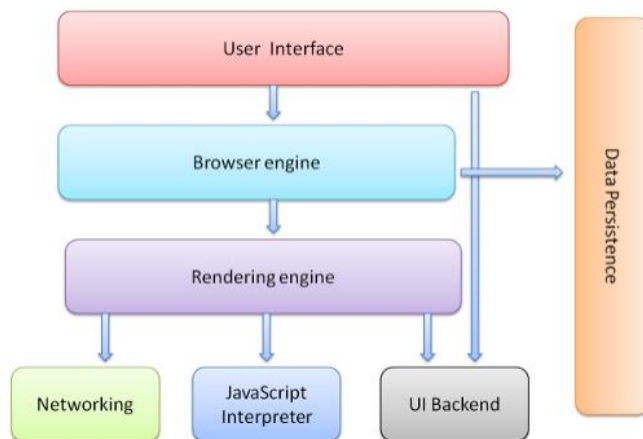 User Interface
Browser engine
Data Persistence
Rendering engine
Networking
JavaScript
Interpreter
UI Backend